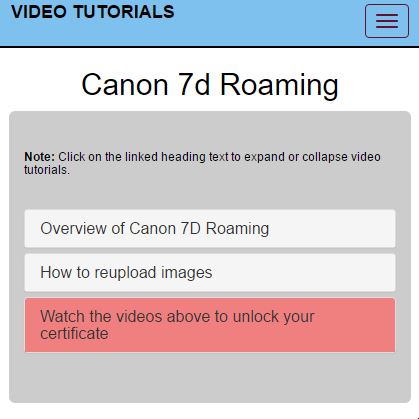 VIDEO TUTORIALS
Canon 7d Roaming
Note: Click on the linked heading text to expand or collapse video
tutorials.
Overview of Canon 7D Roaming
How to reupload images
Watch the videos above to unlock your
certificate